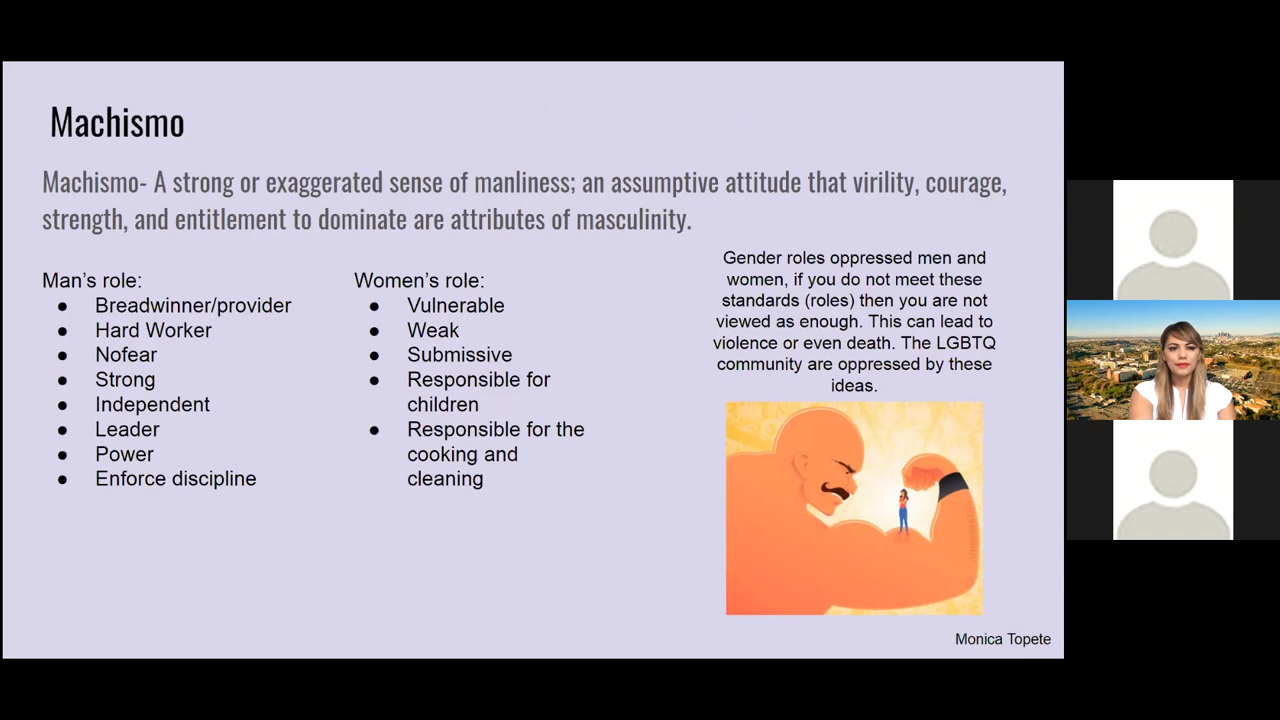 Machismo
Machismo- A strong or exaggerated sense of manliness; an assumptive attitude that virility, courage,
strength, and entitlement to dominate are attributes of masculinity.
Man's role:
● Breadwinner/provider
● Hard Worker
● Nofear
● Strong
● Independent
● Leader
● Power
● Enforce discipline
Women's role:
● Vulnerable
● Weak
● Submissive
● Responsible for
children
● Responsible for the
cooking and
cleaning
Gender roles oppressed men and
women, if you do not meet these
standards (roles) then you are not
viewed as enough. This can lead to
violence or even death. The LGBTQ
community are oppressed by these
ideas.
Monica Topete